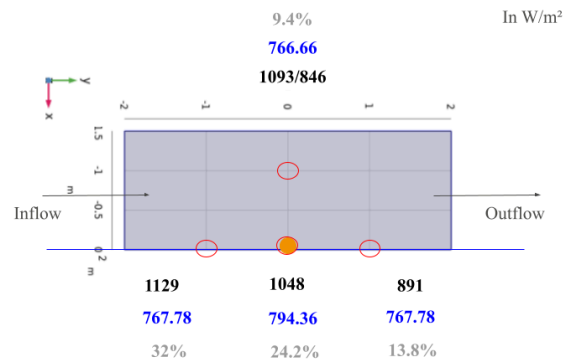 In W/m²
9.4%
766.66
1093/846
y
x
-2 -1 0 1 2
1.5
-1
m
-0.5
0
2
m
Inflow
Outflow
1129 1048 891
767.78 794.36 767.78
32% 24.2% 13.8%